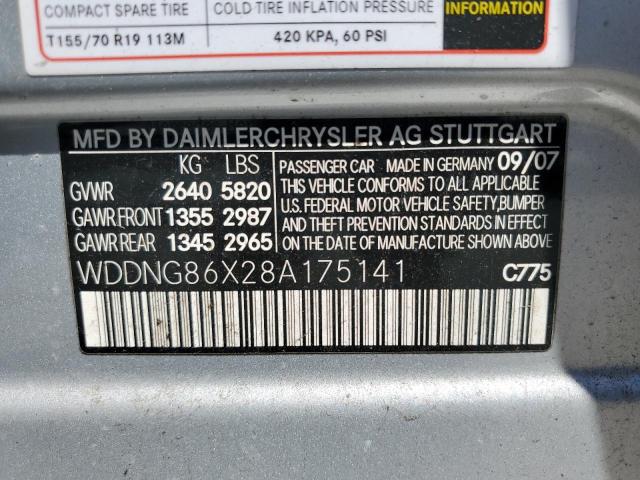 COMPACT SPARE TIRE
COLD TIRE INFLATION PRESSURE
INFORMATION
T155/70 R19 113M
420 KPA, 60 PSI
MFD BY DAIMLERCHRYSLER AG STUTTGART
KG LBS
GVWR 2640 5820
GAWR FRONT 1355 2987
GAWR REAR 1345 2965
PASSENGER CAR MADE IN GERMANY 09/07
THIS VEHICLE CONFORMS TO ALL APPLICABLE
U.S. FEDERAL MOTOR VEHICLE SAFETY, BUMPER
AND THEFT PREVENTION STANDARDS IN EFFECT
ON THE DATE OF MANUFACTURE SHOWN ABOVE.
WDDNG86X28A175141
C775